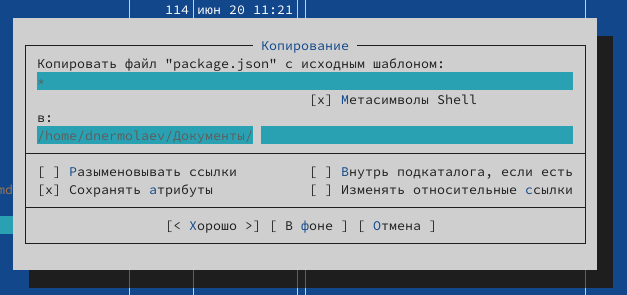 114 июн 20 11:21
Копирование
Копировать файл "package.json" с исходным шаблоном:
*
[x] Метасимволы Shell
в:
/home/dnermolaev/Документы/
[ ] Разыменовывать ссылки [ ] Внутрь подкаталога, если есть
md
[x] Сохранять атрибуты [ ] Изменять относительные ссылки
[< Хорошо >] [ В фоне ] [ Отмена ]